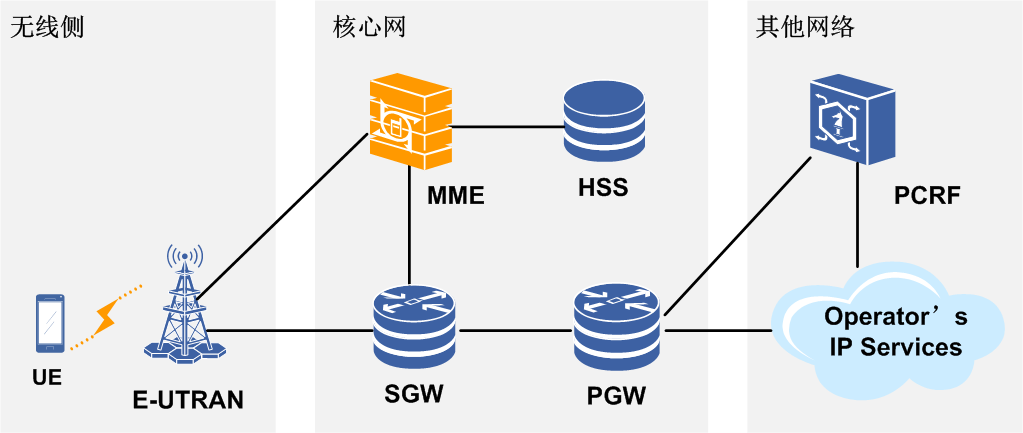 无线侧
核心网
其他网络
MME
HSS
PCRF
UE
E-UTRAN
SGW
PGW
Operator’s
IP Services